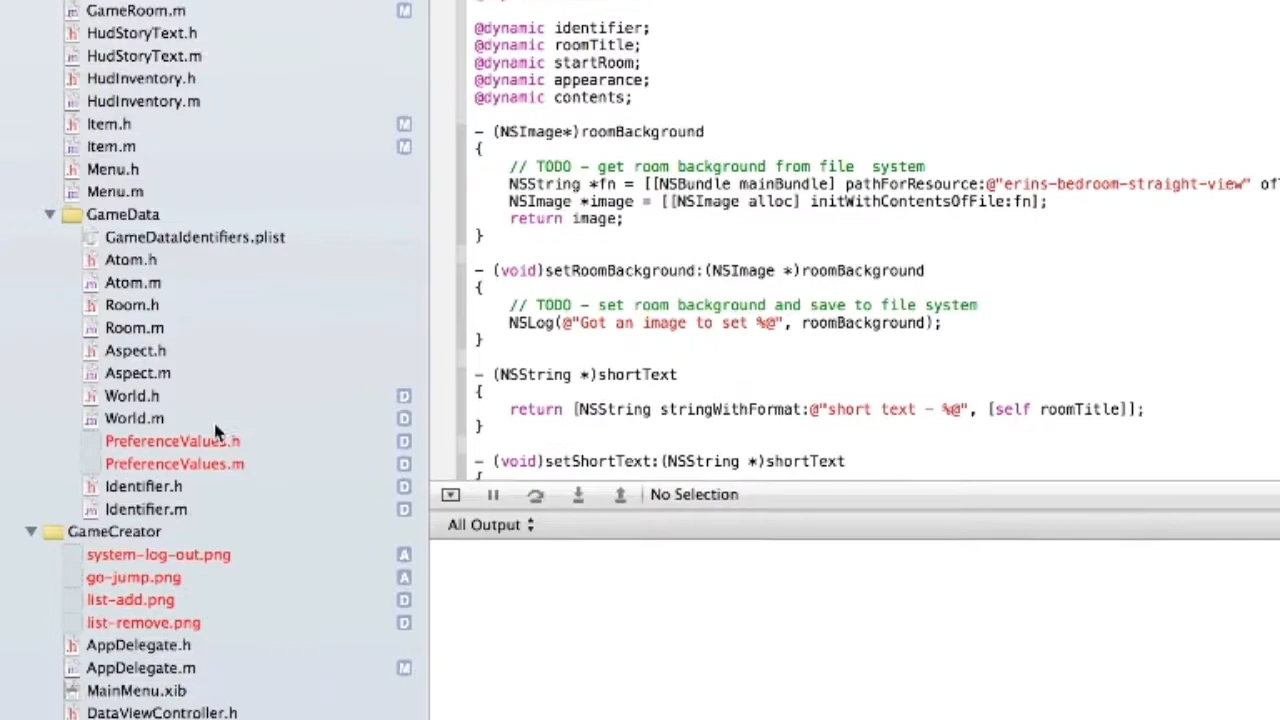 GameRoom.m M
HudStoryText.h
HudStoryText.m
HudInventory.h
HudInventory.m
Item.h M
Item.m M
Menu.h
Menu.m
GameData
GameDataIdentifiers.plist
Atom.h
Atom.m
Room.h
Room.m
Aspect.h
Aspect.m
World.h D
World.m D
PreferenceValues.h D
PreferenceValues.m D
Identifier.h D
Identifier.m D
GameCreator
system-log-out.png A
go-jump.png A
list-add.png D
list-remove.png D
AppDelegate.h
AppDelegate.m M
MainMenu.xib
DataViewController.h
@dynamic identifier;
@dynamic roomTitle;
@dynamic startRoom;
@dynamic appearance;
@dynamic contents;
- (NSImage*)roomBackground
{
// TODO - get room background from file system
NSString *fn = [[NSBundle mainBundle] pathForResource:@"erins-bedroom-straight-view" of
NSImage *image = [[NSImage alloc] initWithContentsOfFile:fn];
return image;
}
- (void)setRoomBackground:(NSImage *)roomBackground
{
// TODO - set room background and save to file system
NSLog(@"Got an image to set %@", roomBackground);
}
- (NSString *)shortText
{
return [NSString stringWithFormat:@"short text - %@", [self roomTitle]];
}
- (void)setShortText:(NSString *)shortText
{
No Selection
All Output